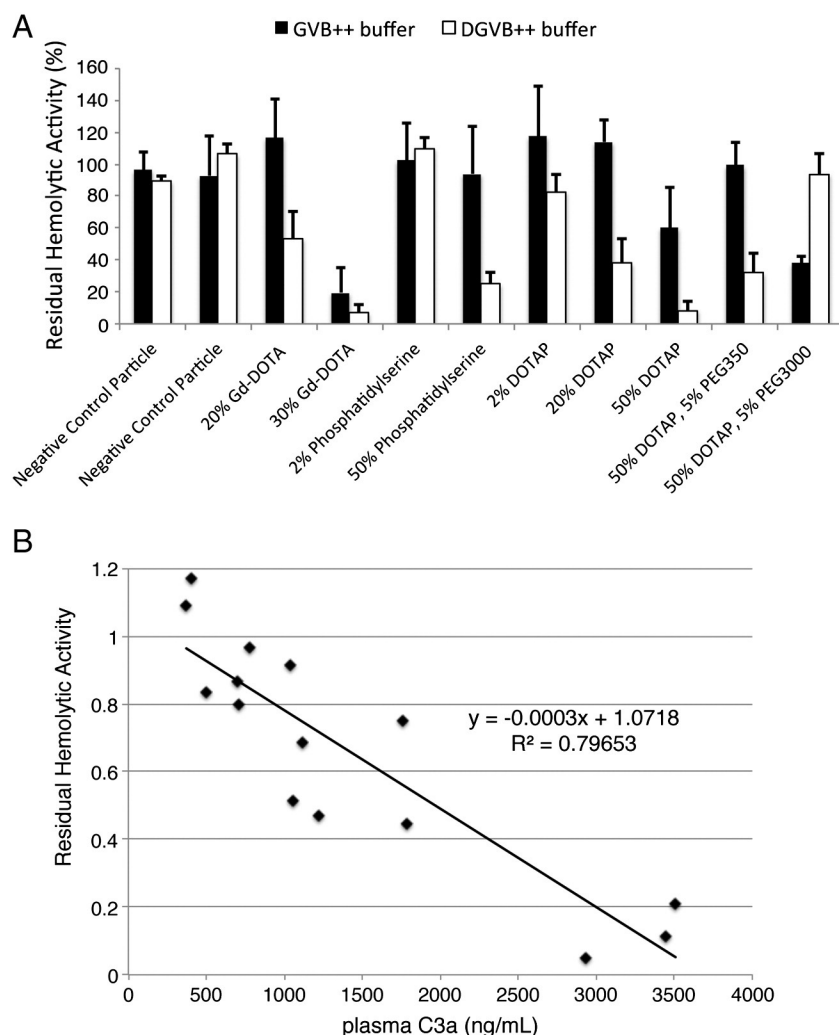 A
GVB++ buffer DGVB++ buffer
Residual Hemolytic Activity (%)
160
140
120
100
80
60
40
20
0
Negative Control Particle
Negative Control Particle
20% Gd-DOTA
30% Gd-DOTA
2% Phosphatidylserine
50% Phosphatidylserine
2% DOTAP
20% DOTAP
50% DOTAP
50% DOTAP, 5% PEG350
50% DOTAP, 5% PEG3000
B
Residual Hemolytic Activity
1.2
1
0.8
0.6
0.4
0.2
0
y = -0.0003x + 1.0718
R² = 0.79653
0 500 1000 1500 2000 2500 3000 3500 4000
plasma C3a (ng/mL)